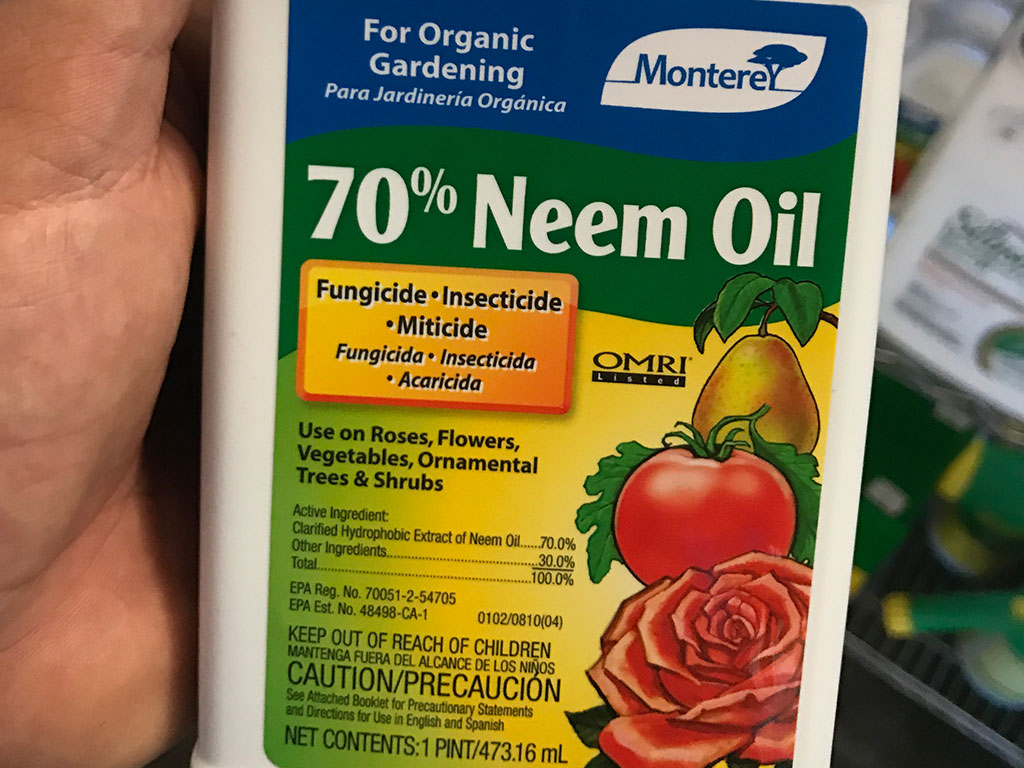 For Organic
Gardening
Para Jardinería Orgánica
Monterey
70% Neem Oil
Fungicide • Insecticide
• Miticide
Fungicida • Insecticida
• Acaricida
OMRI®
Listed
Use on Roses, Flowers,
Vegetables, Ornamental
Trees & Shrubs
Active Ingredient:
Clarified Hydrophobic Extract of Neem Oil......70.0%
Other Ingredients.................................30.0%
Total..................................................100.0%
EPA Reg. No. 70051-2-54705
EPA Est. No. 48498-CA-1 0102/0810(04)
KEEP OUT OF REACH OF CHILDREN
MANTENGA FUERA DEL ALCANCE DE LOS NIÑOS
CAUTION/PRECAUCIÓN
See Attached Booklet for Precautionary Statements
and Directions for Use in English and Spanish
NET CONTENTS:1 PINT/473.16 mL